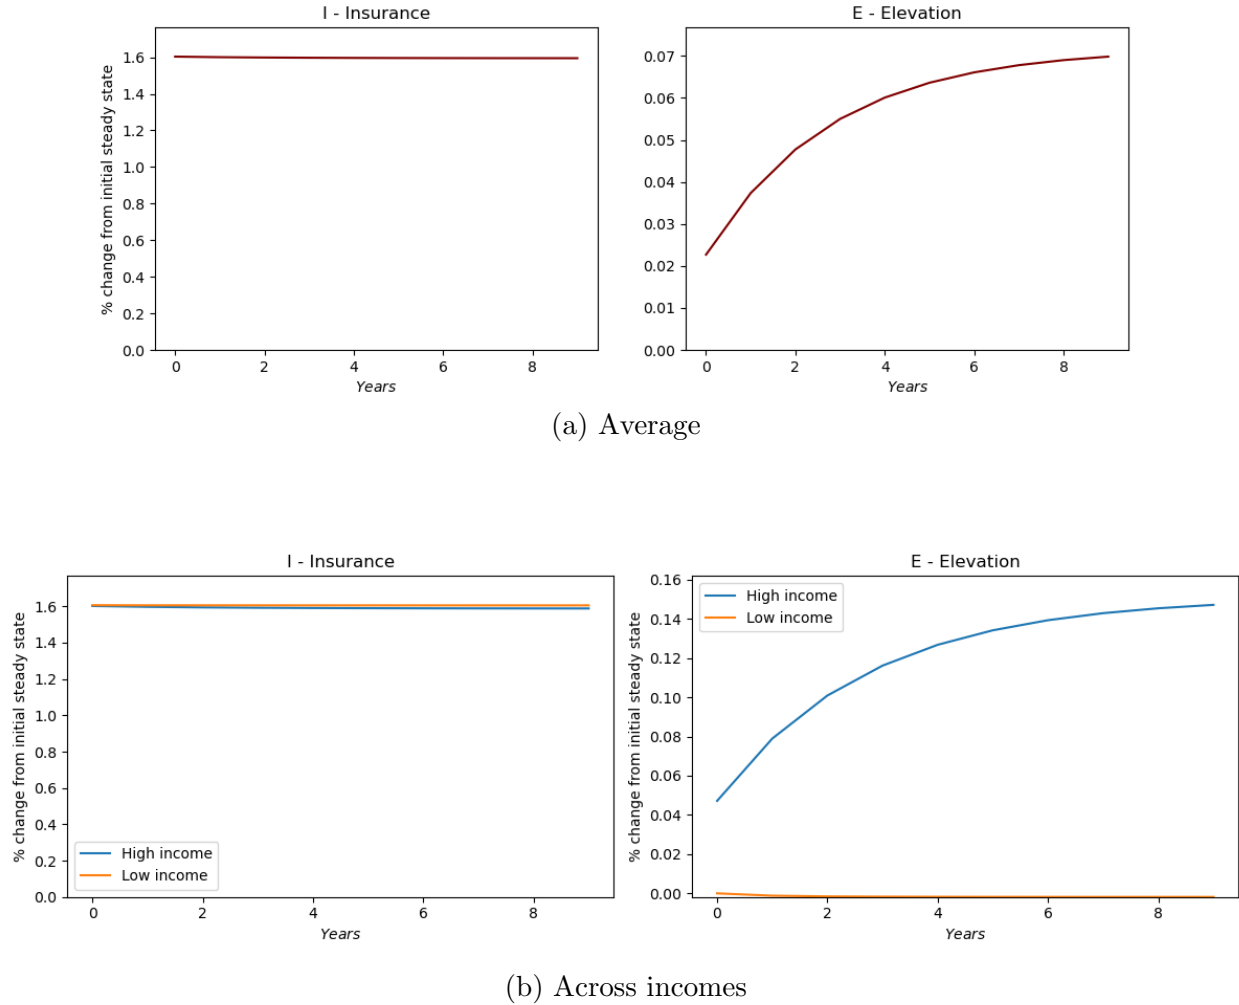 I - Insurance
E - Elevation
% change from initial steady state
1.6
1.4
1.2
1.0
0.8
0.6
0.4
0.2
0.0
0 2 4 6 8
Years
0.07
0.06
0.05
0.04
0.03
0.02
0.01
0.00
0 2 4 6 8
Years
(a) Average
I - Insurance
E - Elevation
% change from initial steady state
1.6
1.4
1.2
1.0
0.8
0.6
0.4
0.2
0.0
High income
Low income
0 2 4 6 8
Years
% change from initial steady state
0.16
0.14
0.12
0.10
0.08
0.06
0.04
0.02
0.00
High income
Low income
0 2 4 6 8
Years
(b) Across incomes